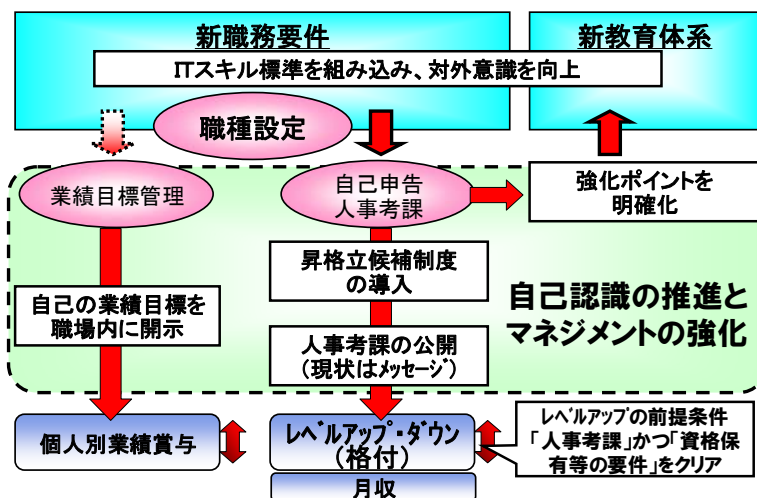 新職務要件
新教育体系
ITスキル標準を組み込み、対外意識を向上
職種設定
業績目標管理
自己申告
人事考課
強化ポイントを
明確化
昇格立候補制度
の導入
自己の業績目標を
職場内に開示
自己認識の推進と
マネジメントの強化
人事考課の公開
(現状はメッセージ)
個人別業績賞与
レベルアップ・ダウン
(格付)
月収
レベルアップの前提条件
「人事考課」かつ「資格保
有等の要件」をクリア